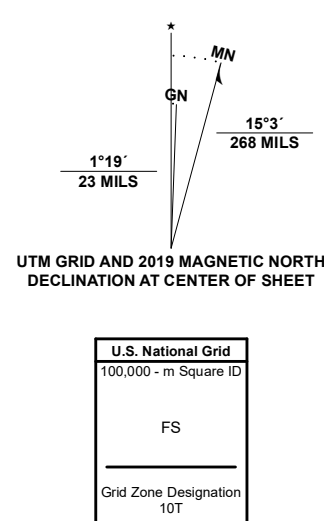 ★
MN
GN
15°3´
268 MILS
1°19´
23 MILS
UTM GRID AND 2019 MAGNETIC NORTH
DECLINATION AT CENTER OF SHEET
U.S. National Grid
100,000 - m Square ID
FS
Grid Zone Designation
10T